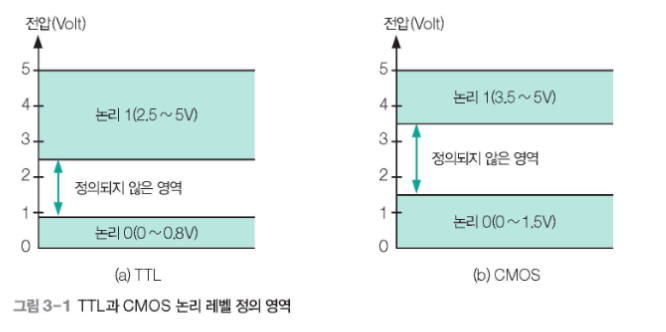 전압(Volt)
5
4
3
2
1
0
논리 1(2.5 ~ 5V)
정의되지 않은 영역
논리 0(0 ~ 0.8V)
(a) TTL
전압(Volt)
5
4
3
2
1
0
논리 1(3.5 ~ 5V)
정의되지 않은 영역
논리 0(0 ~ 1.5V)
(b) CMOS
그림 3-1 TTL과 CMOS 논리 레벨 정의 영역